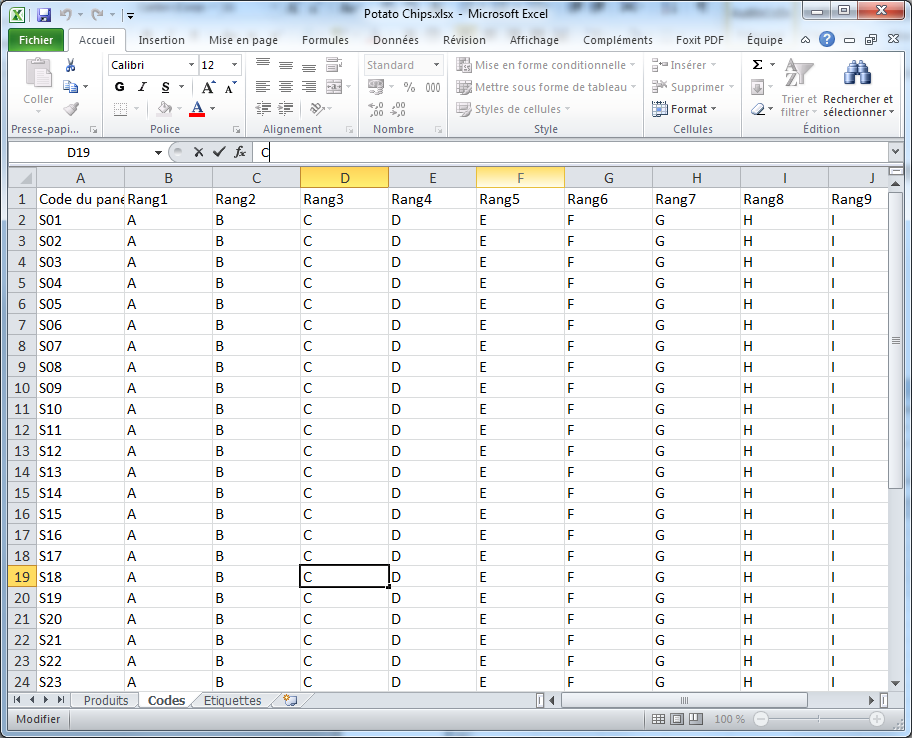 Potato Chips.xlsx - Microsoft Excel
Fichier Accueil Insertion Mise en page Formules Données Révision Affichage Compléments Foxit PDF Équipe
Calibri 12 Standard Mise en forme conditionnelle Insérer Σ
Coller G I S A A % 000 Mettre sous forme de tableau Supprimer Trier et filtrer Rechercher et sélectionner
A Styles de cellules Format
Presse-papi... Police Alignement Nombre Style Cellules Édition
D19 fx C
A B C D E F G H I J
1 Code du pane Rang1 Rang2 Rang3 Rang4 Rang5 Rang6 Rang7 Rang8 Rang9
2 S01 A B C D E F G H I
3 S02 A B C D E F G H I
4 S03 A B C D E F G H I
5 S04 A B C D E F G H I
6 S05 A B C D E F G H I
7 S06 A B C D E F G H I
8 S07 A B C D E F G H I
9 S08 A B C D E F G H I
10 S09 A B C D E F G H I
11 S10 A B C D E F G H I
12 S11 A B C D E F G H I
13 S12 A B C D E F G H I
14 S13 A B C D E F G H I
15 S14 A B C D E F G H I
16 S15 A B C D E F G H I
17 S16 A B C D E F G H I
18 S17 A B C D E F G H I
19 S18 A B C D E F G H I
20 S19 A B C D E F G H I
21 S20 A B C D E F G H I
22 S21 A B C D E F G H I
23 S22 A B C D E F G H I
24 S23 A B C D E F G H I
Produits Codes Etiquettes
Modifier 100 %